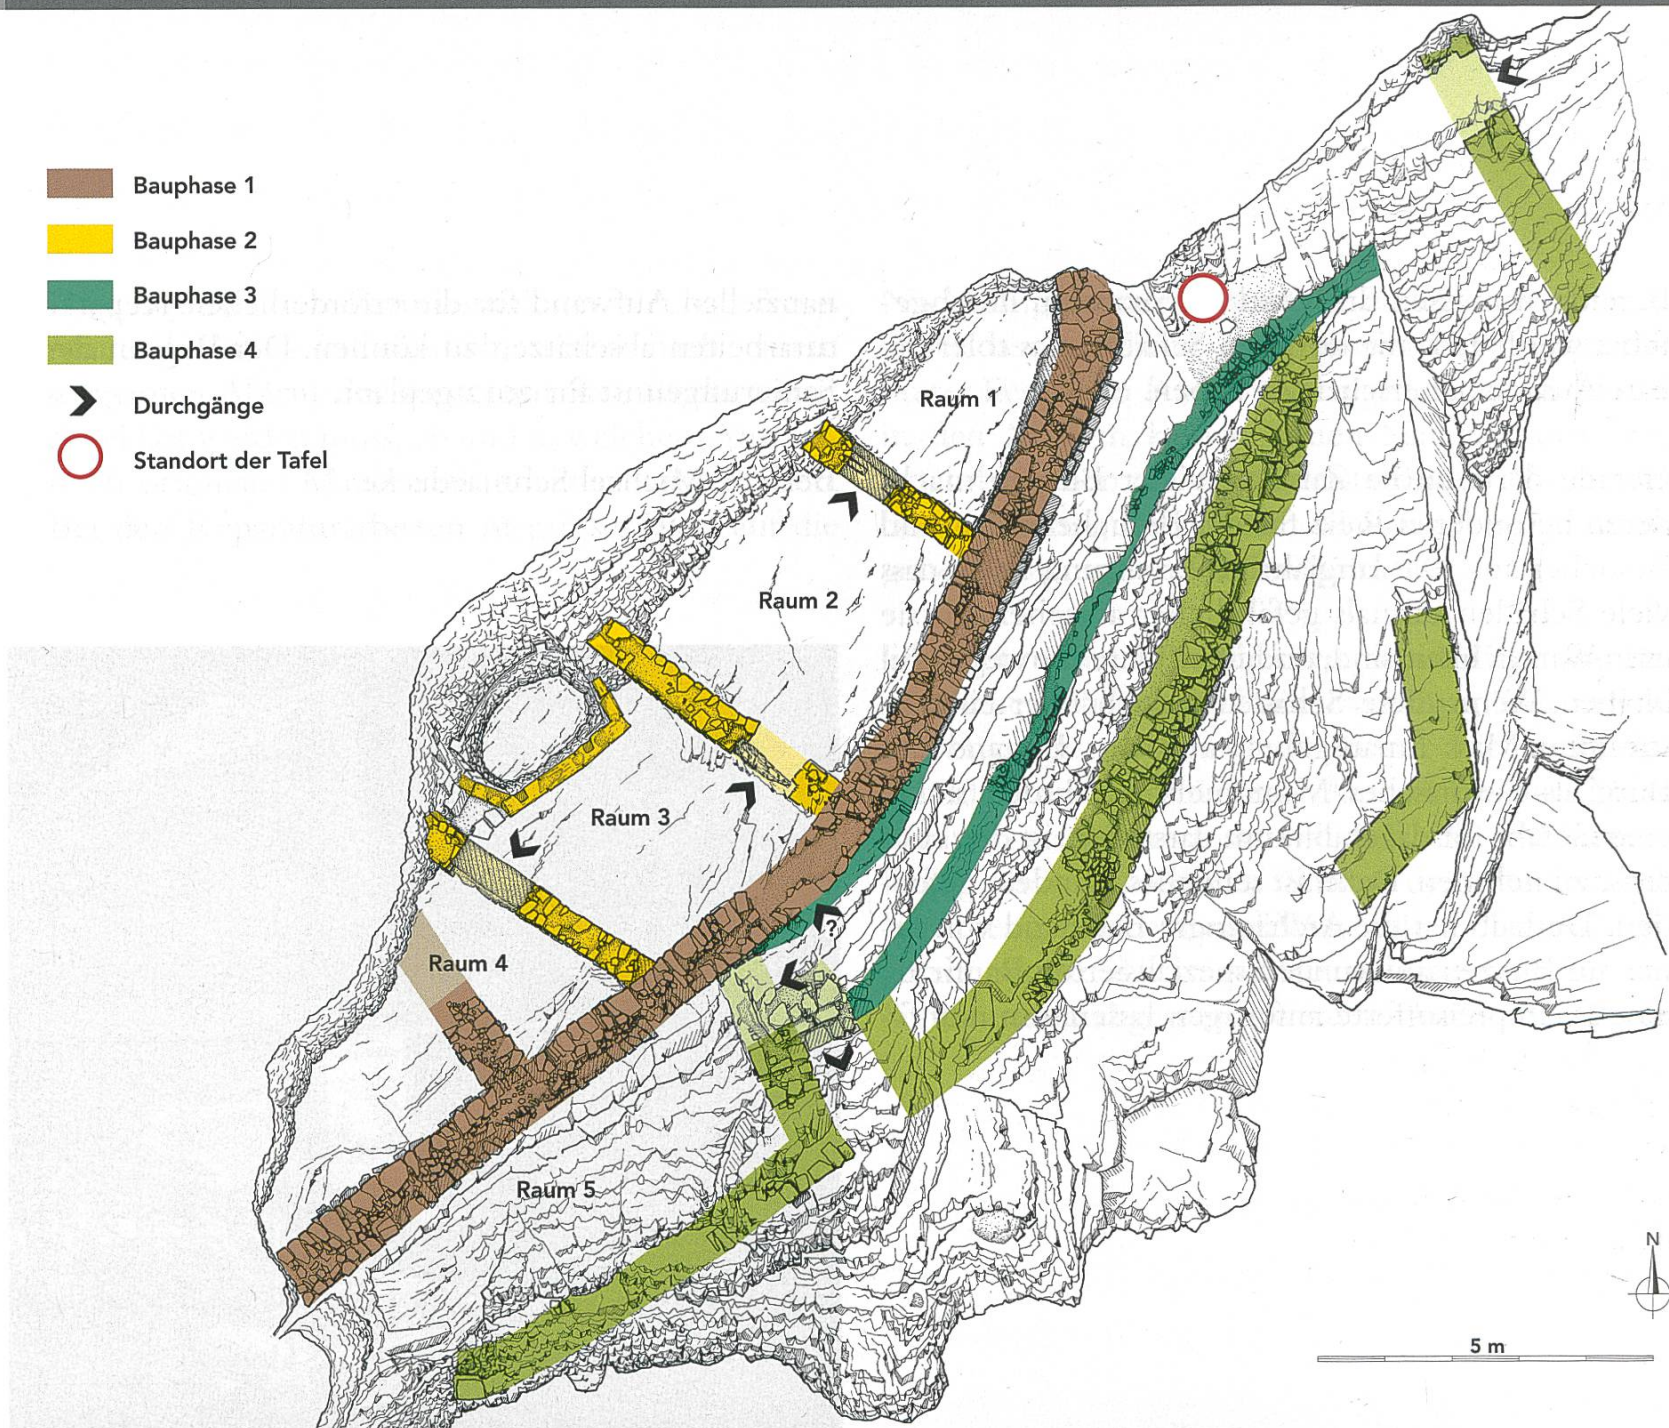 Bauphase 1
Bauphase 2
Bauphase 3
Bauphase 4
Durchgänge
Standort der Tafel
Raum 1
Raum 2
Raum 3
?
Raum 4
Raum 5
N
5 m